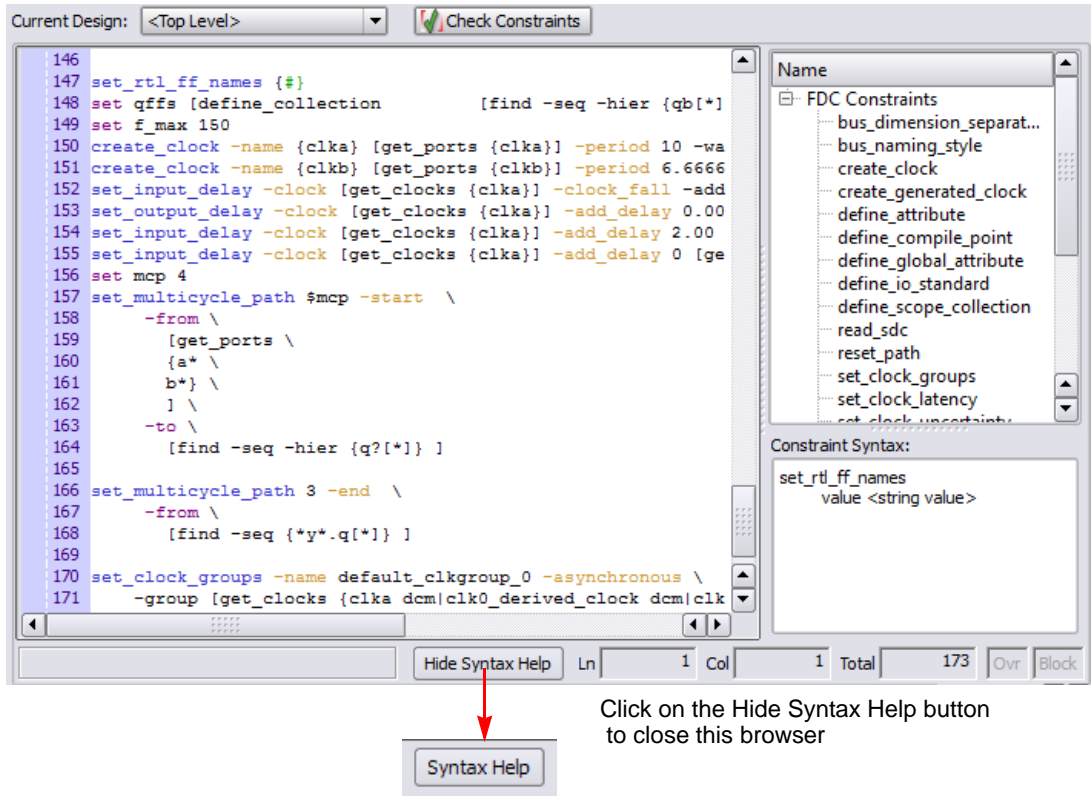 Current Design: <Top Level> Check Constraints
146
147 set_rtl_ff_names {#}
148 set qffs [define_collection [find -seq -hier {qb[*]
149 set f_max 150
150 create_clock -name {clka} [get_ports {clka}] -period 10 -wa
151 create_clock -name {clkb} [get_ports {clkb}] -period 6.6666
152 set_input_delay -clock [get_clocks {clka}] -clock_fall -add
153 set_output_delay -clock [get_clocks {clka}] -add_delay 0.00
154 set_input_delay -clock [get_clocks {clka}] -add_delay 2.00
155 set_input_delay -clock [get_clocks {clka}] -add_delay 0 [ge
156 set mcp 4
157 set_multicycle_path $mcp -start \
158 -from \
159 [get_ports \
160 {a* \
161 b*} \
162 ] \
163 -to \
164 [find -seq -hier {q?[*]} ]
165
166 set_multicycle_path 3 -end \
167 -from \
168 [find -seq {*y*.q[*]} ]
169
170 set_clock_groups -name default_clkgroup_0 -asynchronous \
171 -group [get_clocks {clka dcm|clk0_derived_clock dcm|clk
Name
FDC Constraints
bus_dimension_separat...
bus_naming_style
create_clock
create_generated_clock
define_attribute
define_compile_point
define_global_attribute
define_io_standard
define_scope_collection
read_sdc
reset_path
set_clock_groups
set_clock_latency
set_clock_uncertainty
Constraint Syntax:
set_rtl_ff_names
value <string value>
Hide Syntax Help Ln 1 Col 1 Total 173 Ovr Block
Click on the Hide Syntax Help button
to close this browser
Syntax Help